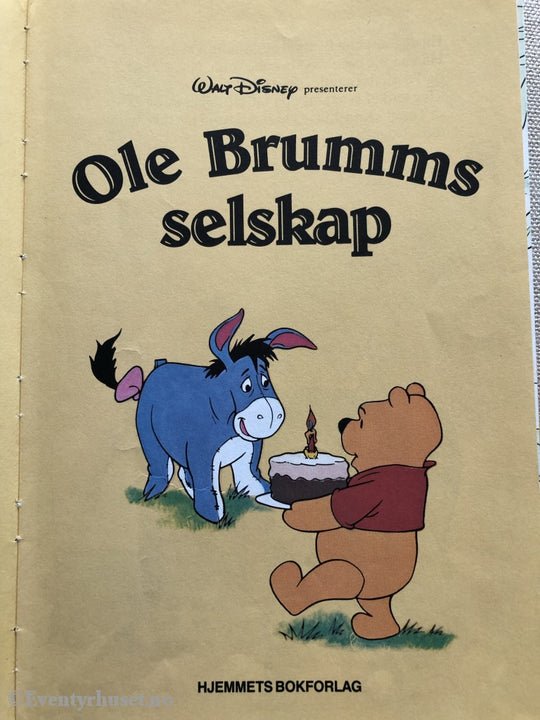 Walt Disney presenterer
Ole Brumms
selskap
HJEMMETS BOKFORLAG
©Eventyrhuset.no